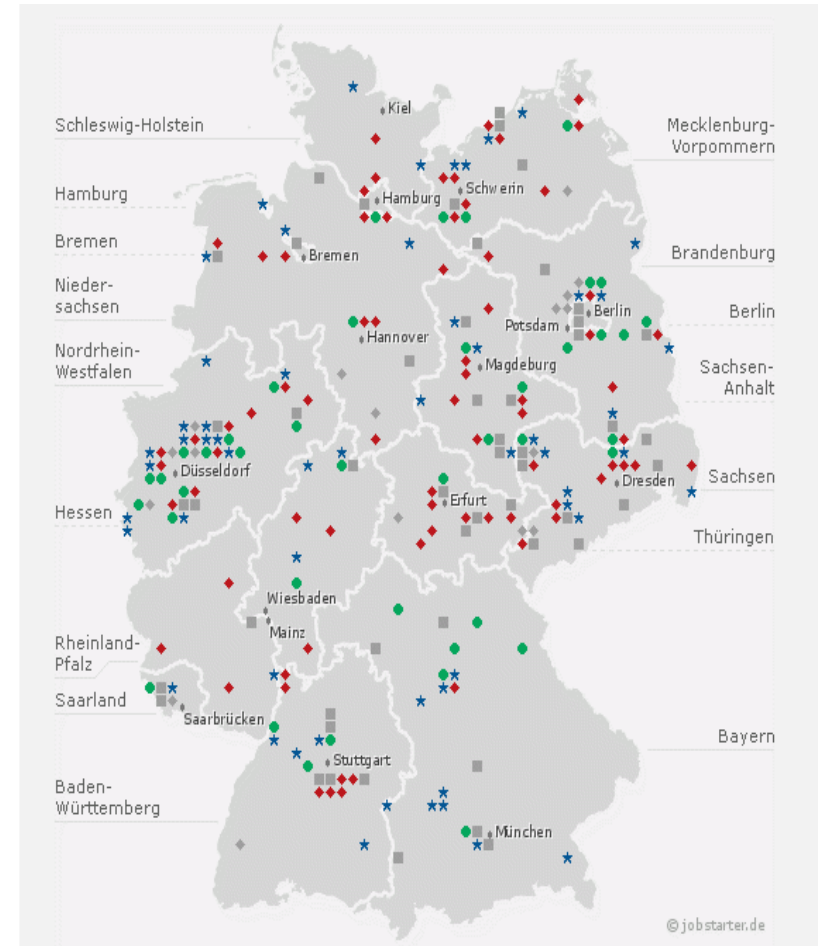 Kiel
Schleswig-Holstein
Mecklenburg-
Vorpommern
Hamburg
Hamburg
Schwerin
Bremen
Bremen
Brandenburg
Nieder-
sachsen
Berlin
Berlin
Potsdam
Hannover
Nordrhein-
Westfalen
Magdeburg
Sachsen-
Anhalt
Düsseldorf
Sachsen
Dresden
Hessen
Erfurt
Thüringen
Wiesbaden
Mainz
Rheinland-
Pfalz
Saarland
Saarbrücken
Bayern
Stuttgart
Baden-
Württemberg
München
© jobstarter.de